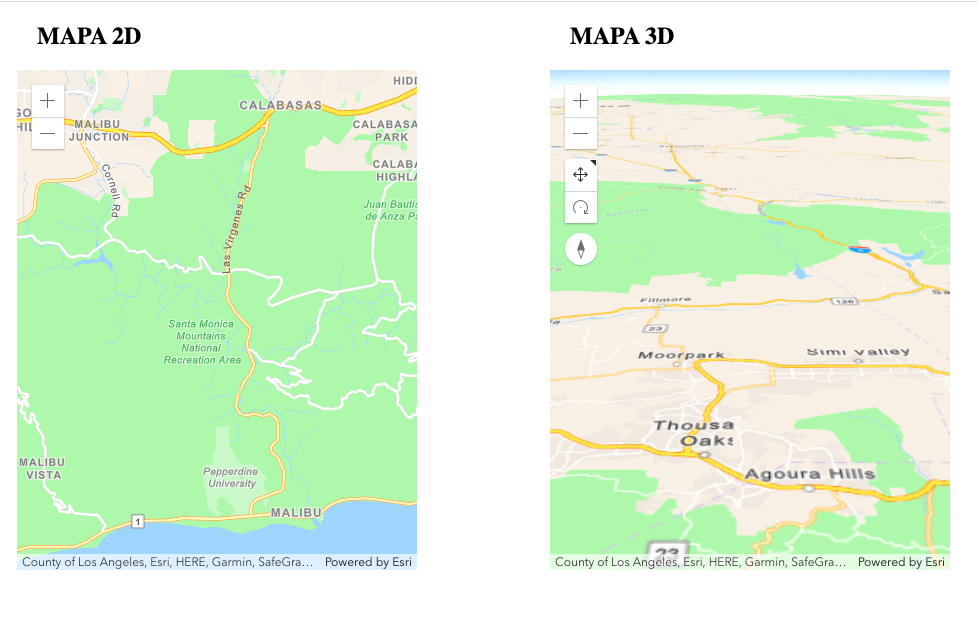 MAPA 2D
MAPA 3D
HIDD
CALABASAS
MALIBU
JUNCTION
CALABASA
PARK
CALABA
HIGHLA
Cornell Rd
Juan Bautis
de Anza Pa
Las Virgenes Rd
Santa Monica
Mountains
National
Recreation Area
MALIBU
VISTA
Pepperdine
University
MALIBU
1
County of Los Angeles, Esri, HERE, Garmin, SafeGra...
Powered by Esri
Fillmore
126
23
Moorpark
Simi Valley
Thousa
Oaks
Agoura Hills
23
County of Los Angeles, Esri, HERE, Garmin, SafeGra...
Powered by Esri